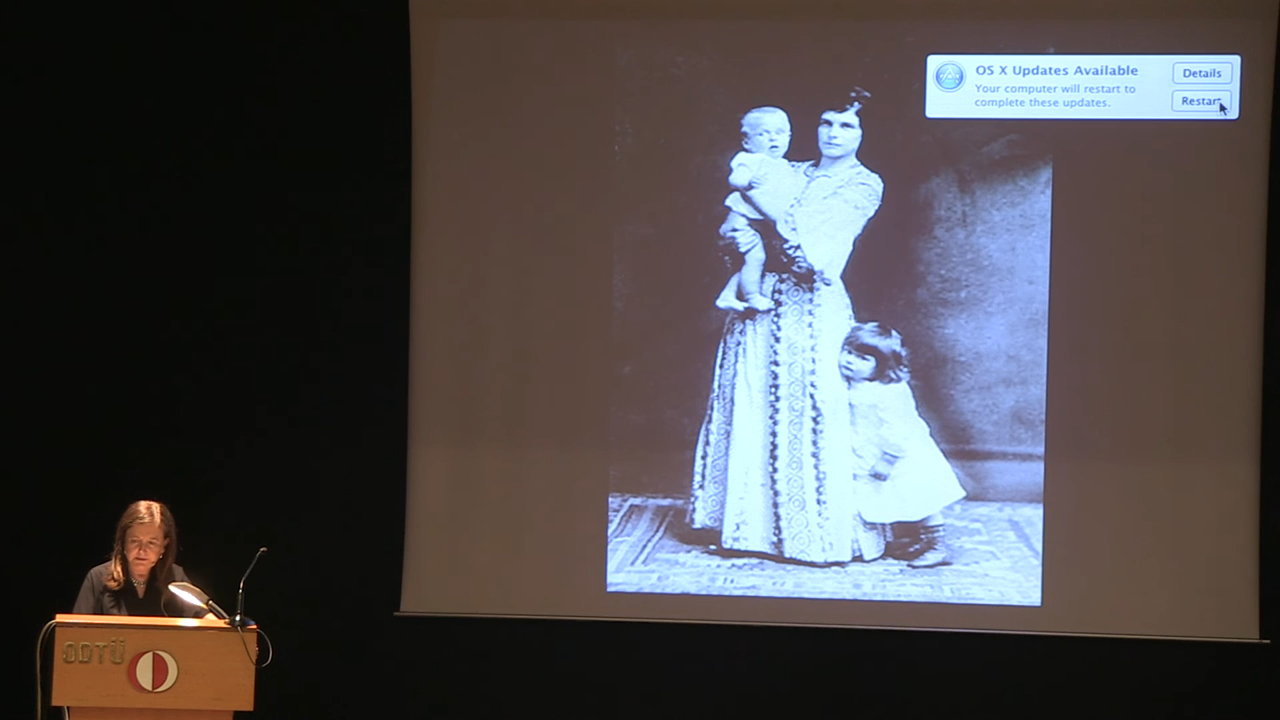 OS X Updates Available
Details
Your computer will restart to
complete these updates.
Restart
ODTÜ